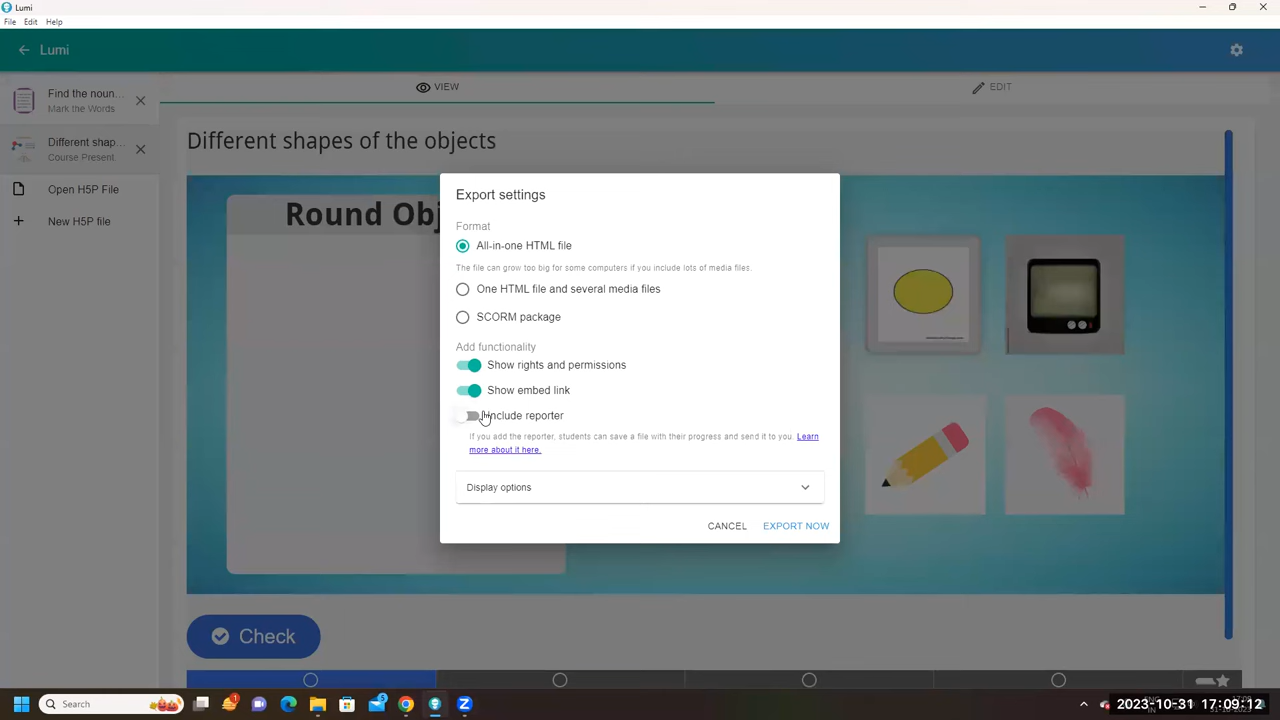 Lumi
File Edit Help
Lumi
VIEW
EDIT
Find the noun...
Mark the Words
Different shap...
Course Present.
Open H5P File
New H5P file
Different shapes of the objects
Round Obj
Export settings
Format
All-in-one HTML file
The file can grow too big for some computers if you include lots of media files.
One HTML file and several media files
SCORM package
Add functionality
Show rights and permissions
Show embed link
Include reporter
If you add the reporter, students can save a file with their progress and send it to you. Learn
more about it here.
Display options
CANCEL EXPORT NOW
Check
Search
1
5
2023-10-31 17:09:12